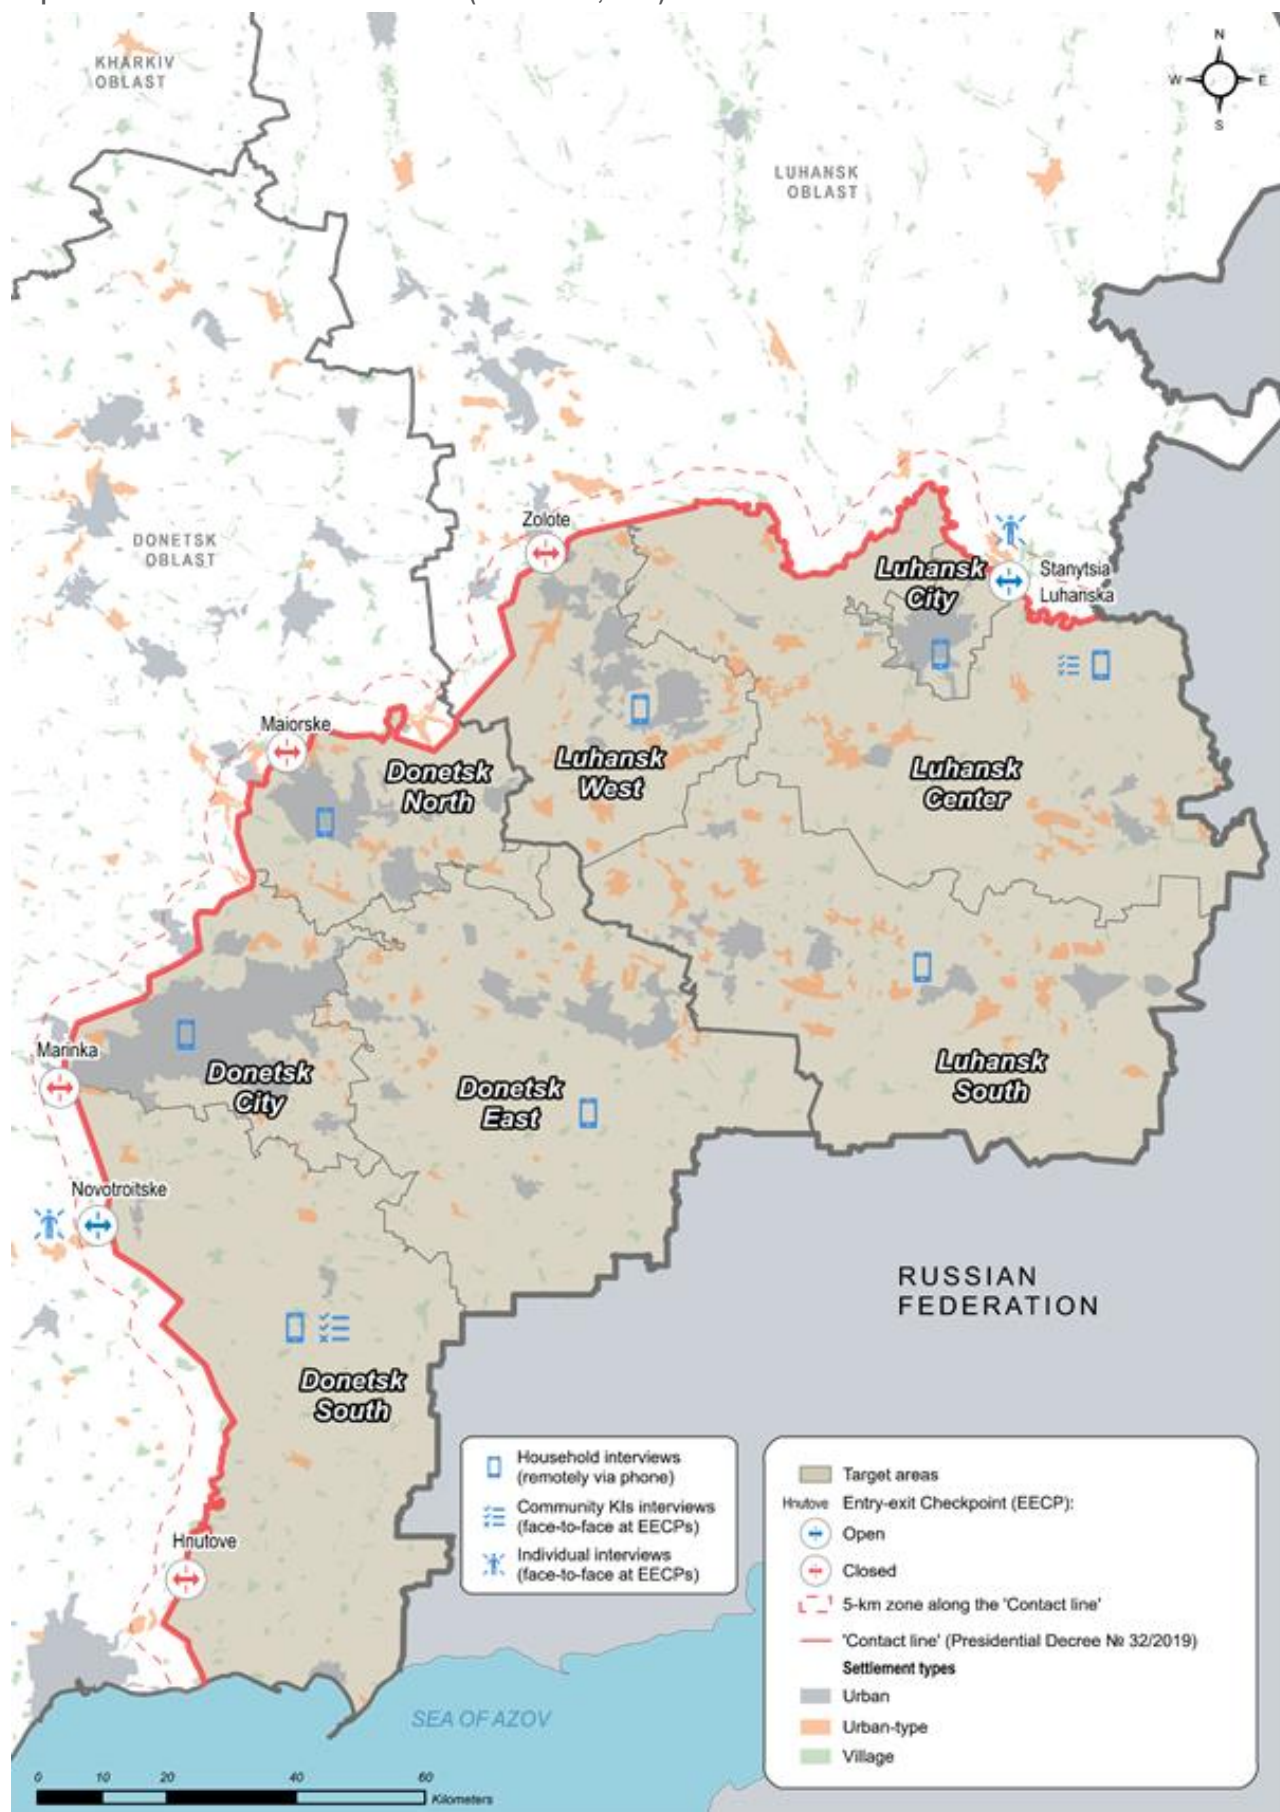 KHARKIV
OBLAST
N
W
E
S
LUHANSK
OBLAST
DONETSK
OBLAST
Zolote
Luhansk
City
Stanytsia
Luhanska
Maiorske
Donetsk
North
Luhansk
West
Luhansk
Center
Marinka
Donetsk
City
Donetsk
East
Luhansk
South
Novotroitske
RUSSIAN
FEDERATION
Donetsk
South
Hnutove
Household interviews
(remotely via phone)
Community KIs interviews
(face-to-face at EECPs)
Individual interviews
(face-to-face at EECPs)
Target areas
Hnutove Entry-exit Checkpoint (EECP):
Open
Closed
5-km zone along the 'Contact line'
'Contact line' (Presidential Decree № 32/2019)
Settlement types
Urban
Urban-type
Village
SEA OF AZOV
0 10 20 40 60
Kilometers